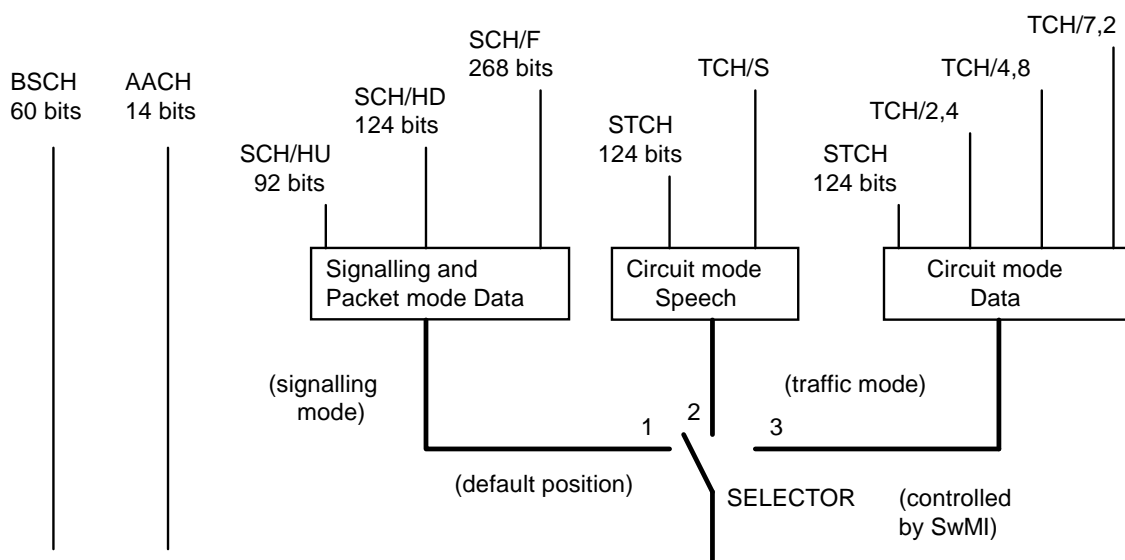 BSCH
60 bits
AACH
14 bits
SCH/HU
92 bits
SCH/HD
124 bits
SCH/F
268 bits
STCH
124 bits
TCH/S
STCH
124 bits
TCH/2,4
TCH/4,8
TCH/7,2
Signalling and
Packet mode Data
Circuit mode
Speech
Circuit mode
Data
(signalling
mode)
(traffic mode)
1
2
3
(default position)
SELECTOR
(controlled
by SwMI)